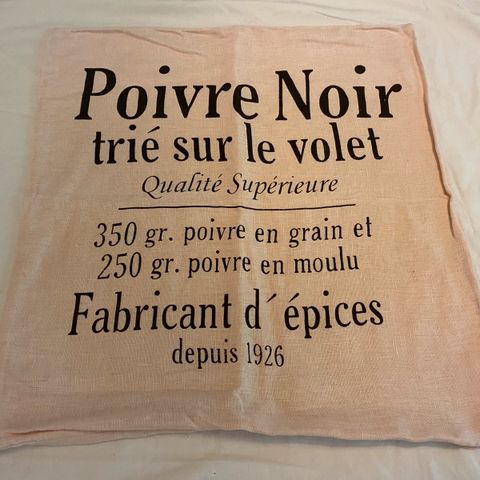 Poivre Noir
trié sur le volet
Qualité Supérieure
350 gr. poivre en grain et
250 gr. poivre en moulu
Fabricant d´épices
depuis 1926